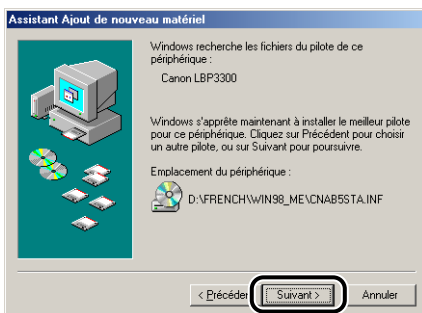 Assistant Ajout de nouveau matériel
Windows recherche les fichiers du pilote de ce
périphérique :
Canon LBP3300
Windows s'apprête maintenant à installer le meilleur pilote
pour ce périphérique. Cliquez sur Précédent pour choisir
un autre pilote, ou sur Suivant pour poursuivre.
Emplacement du périphérique :
D:\FRENCH\WIN98_ME\CNAB5STA.INF
< Précéden
Suivant >
Annuler